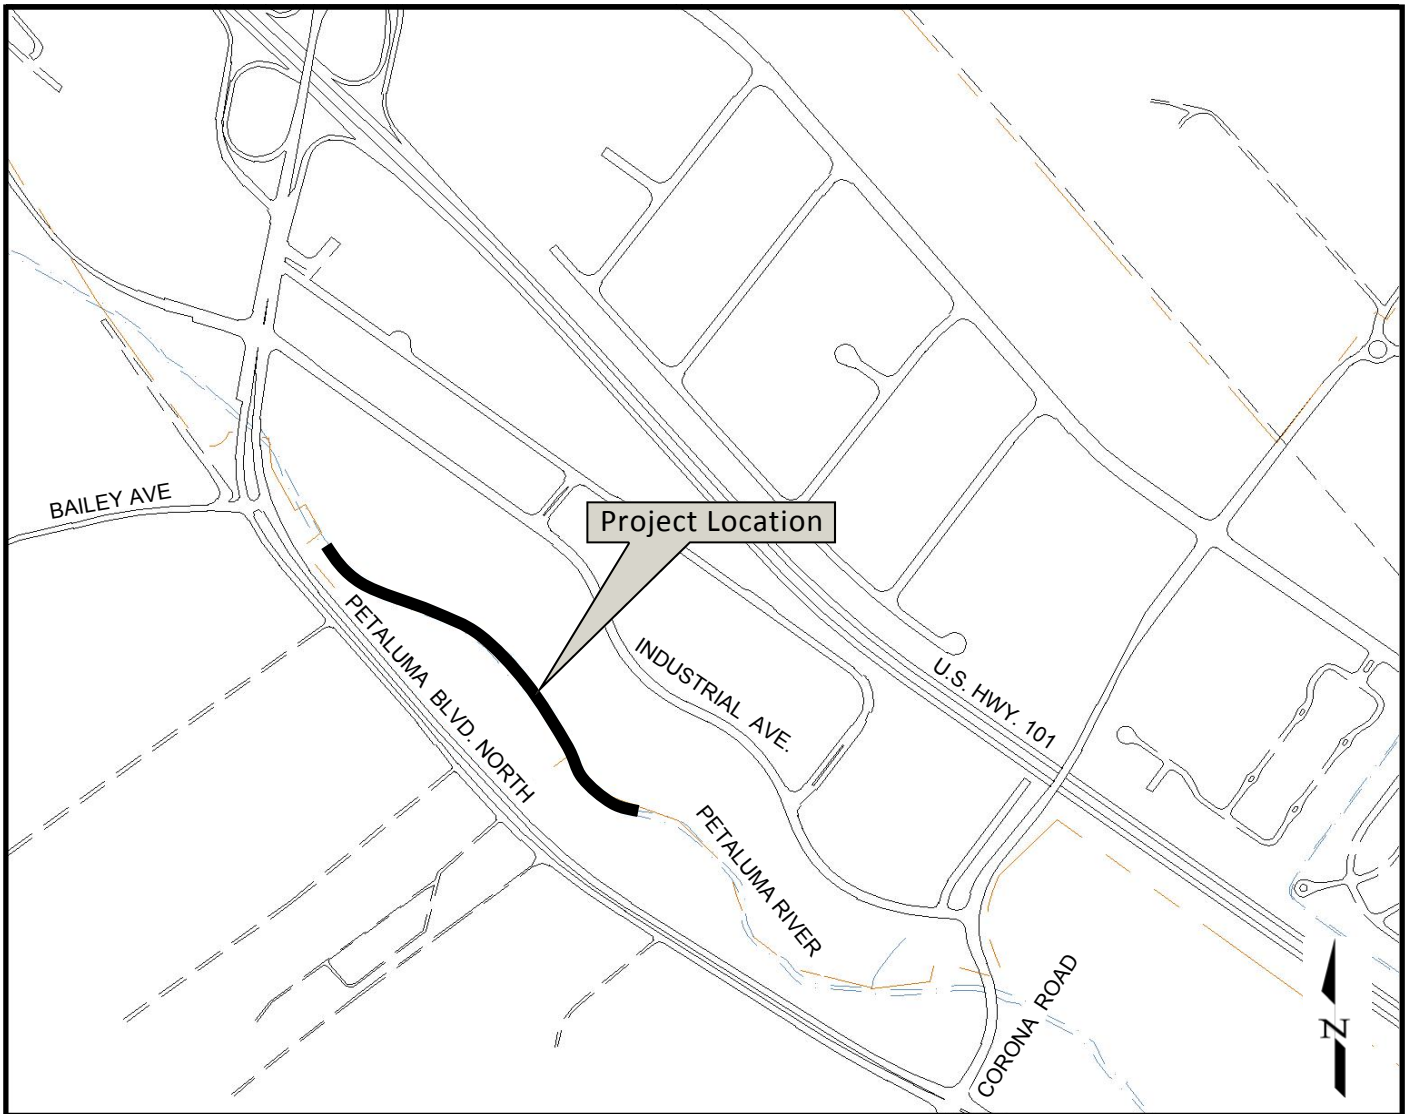 BAILEY AVE
Project Location
PETALUMA BLVD. NORTH
INDUSTRIAL AVE.
U.S. HWY. 101
PETALUMA RIVER
CORONA ROAD
N